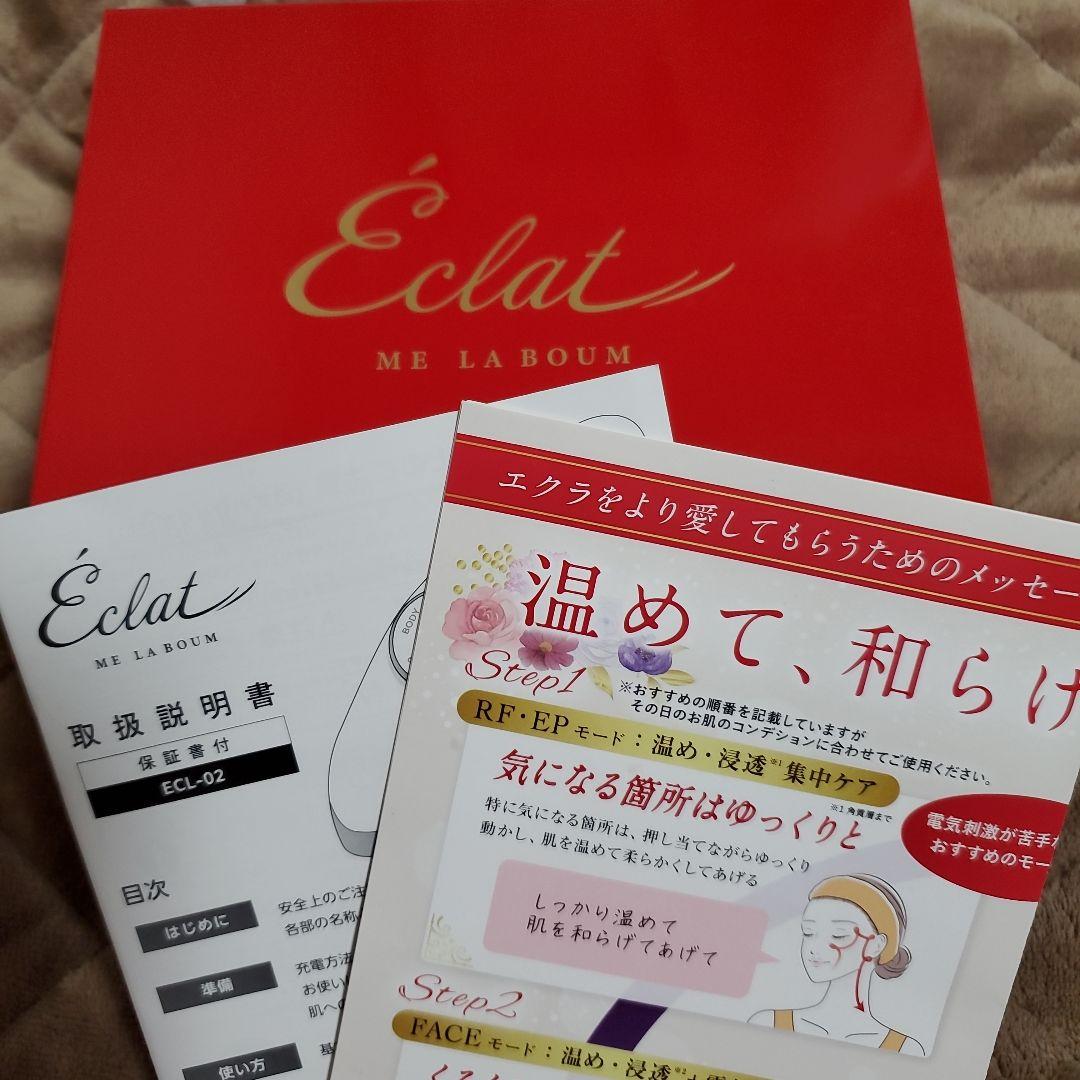 Éclat
ME LA BOUM
Éclat
ME LA BOUM
取扱説明書
保証書付
ECL-02
目次
はじめに
安全上のご注
各部の名称
準備
充電方法
お使い
肌への
使い方
BODY
エクラをより愛してもらうためのメッセー
温めて、和らげ
Step1
※おすすめの順番を記載していますが
その日のお肌のコンデションに合わせてご使用ください。
RF・EPモード：温め・浸透※1集中ケア
※1 角質層まで
気になる箇所はゆっくりと
特に気になる箇所は、押し当てながらゆっくり
動かし、肌を温めて柔らかくしてあげる
電気刺激が苦手な
おすすめのモー
しっかり温めて
肌を和らげてあげて
Step2
FACEモード：温め・浸透※2+電